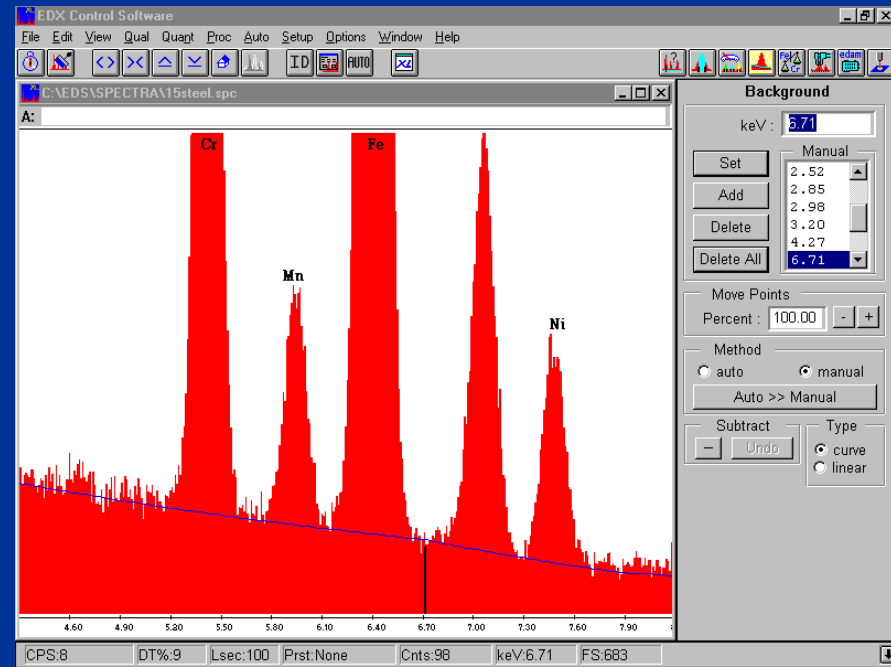 EDX Control Software
File Edit View Qual Quant Proc Auto Setup Options Window Help
ID AUTO XL Fe Cr edam
C:\EDS\SPECTRA\15steel.spc
A:
Cr
Fe
Mn
Ni
4.60 4.90 5.20 5.50 5.80 6.10 6.40 6.70 7.00 7.30 7.60 7.90
Background
keV : 6.71
Manual
Set
Add
Delete
Delete All
2.52
2.85
2.98
3.20
4.27
6.71
Move Points
Percent : 100.00 - +
Method
auto manual
Auto >> Manual
Subtract
– Undo
Type
curve
linear
CPS:8 DT%:9 Lsec:100 Prst:None Cnts:98 keV:6.71 FS:683